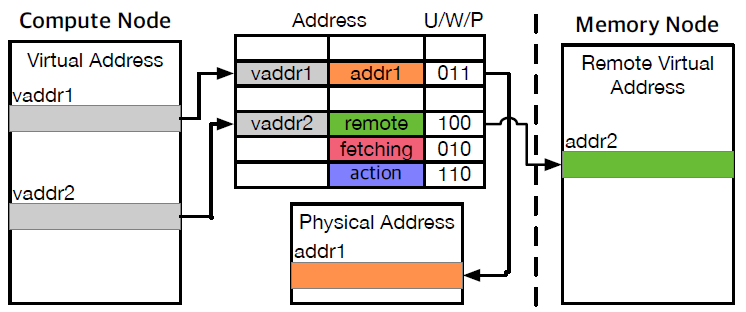 Compute Node
Address
U/W/P
Memory Node
Virtual Address
vaddr1
vaddr2
vaddr1 addr1 011
vaddr2 remote 100
fetching 010
action 110
Physical Address
addr1
Remote Virtual
Address
addr2